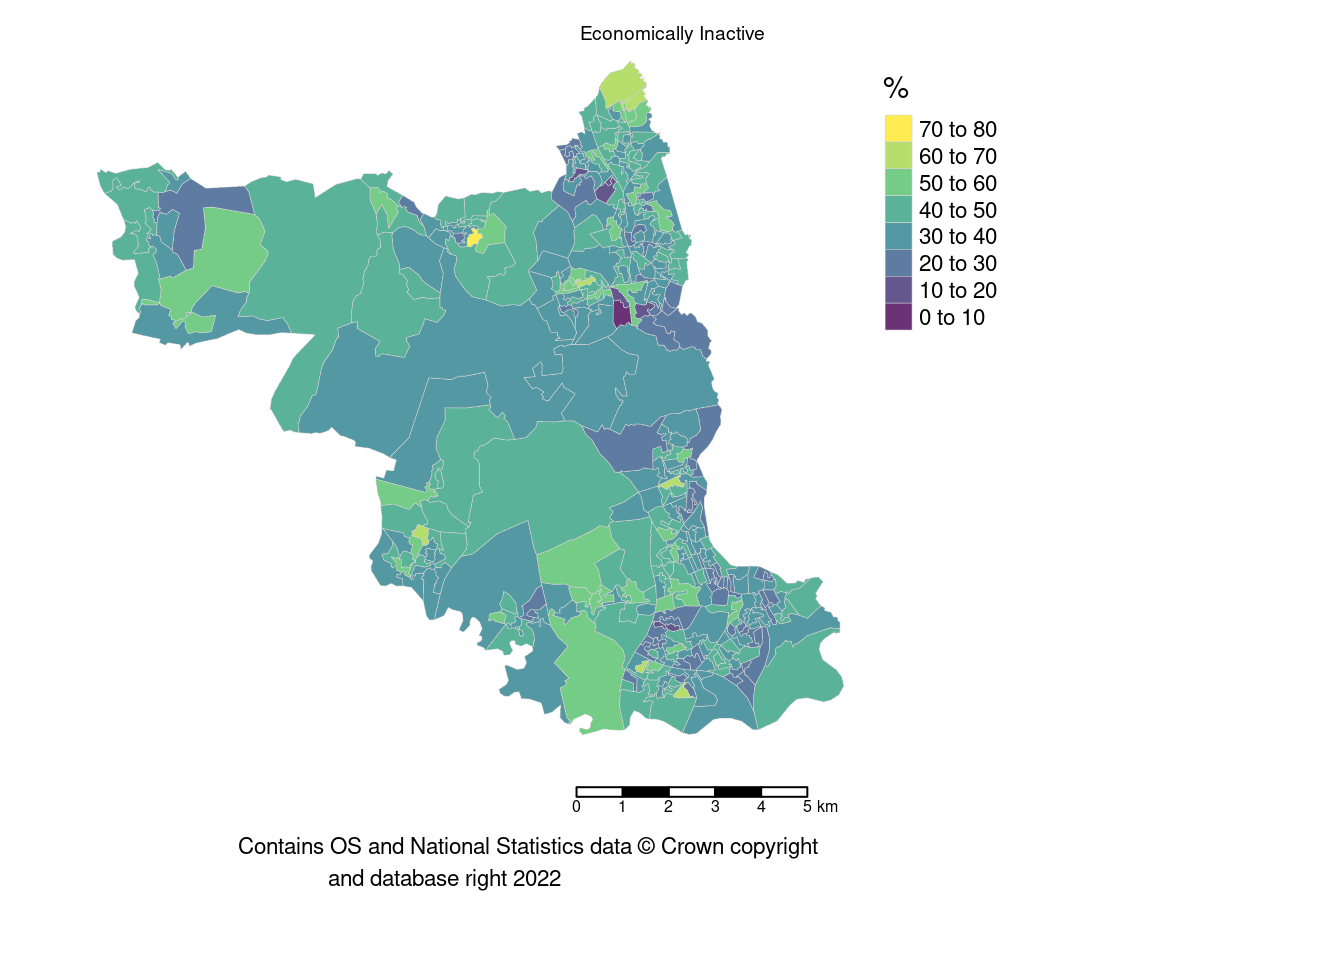 Economically Inactive
%
70 to 80
60 to 70
50 to 60
40 to 50
30 to 40
20 to 30
10 to 20
0 to 10
0 1 2 3 4 5 km
Contains OS and National Statistics data © Crown copyright
and database right 2022